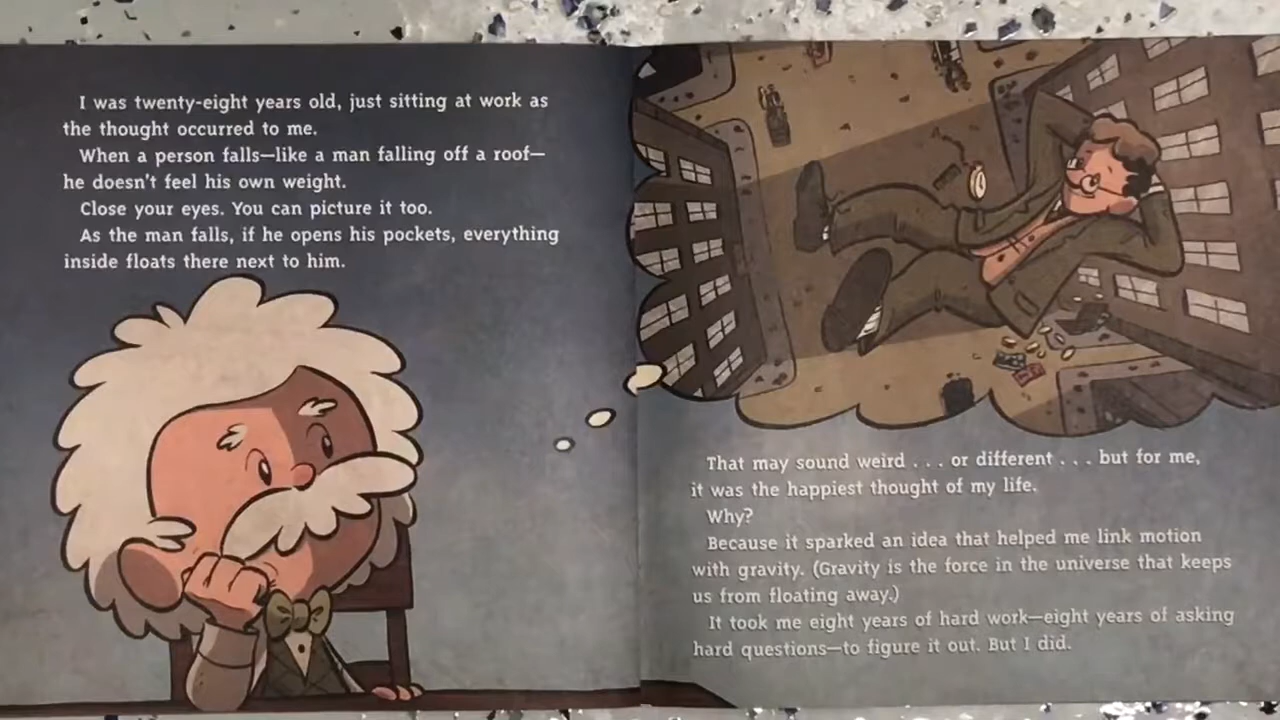 I was twenty-eight years old, just sitting at work as
the thought occurred to me.
When a person falls—like a man falling off a roof—
he doesn't feel his own weight.
Close your eyes. You can picture it too.
As the man falls, if he opens his pockets, everything
inside floats there next to him.
That may sound weird . . . or different . . . but for me,
it was the happiest thought of my life.
Why?
Because it sparked an idea that helped me link motion
with gravity. (Gravity is the force in the universe that keeps
us from floating away.)
It took me eight years of hard work—eight years of asking
hard questions—to figure it out. But I did.